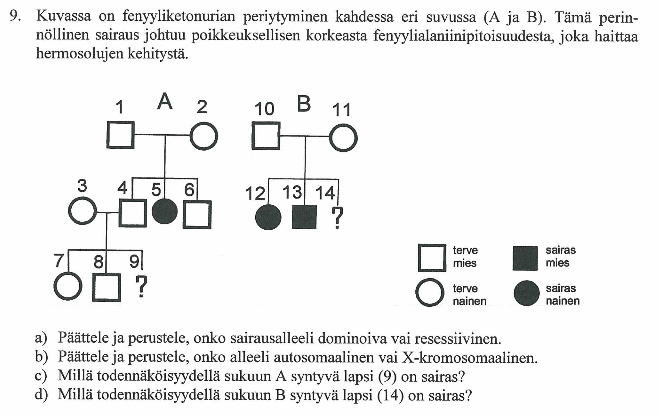 9. Kuvassa on fenyyliketonurian periytyminen kahdessa eri suvussa (A ja B). Tämä perin-
nöllinen sairaus johtuu poikkeuksellisen korkeasta fenyylialaniinipitoisuudesta, joka haittaa
hermosolujen kehitystä.
1 A 2 10 B 11
3 4 5 6 12 13 14
?
7 8 9
?
terve mies
sairas mies
terve nainen
sairas nainen
a) Päättele ja perustele, onko sairausalleeli dominoiva vai resessiivinen.
b) Päättele ja perustele, onko alleeli autosomaalinen vai X-kromosomaalinen.
c) Millä todennäköisyydellä sukuun A syntyvä lapsi (9) on sairas?
d) Millä todennäköisyydellä sukuun B syntyvä lapsi (14) on sairas?